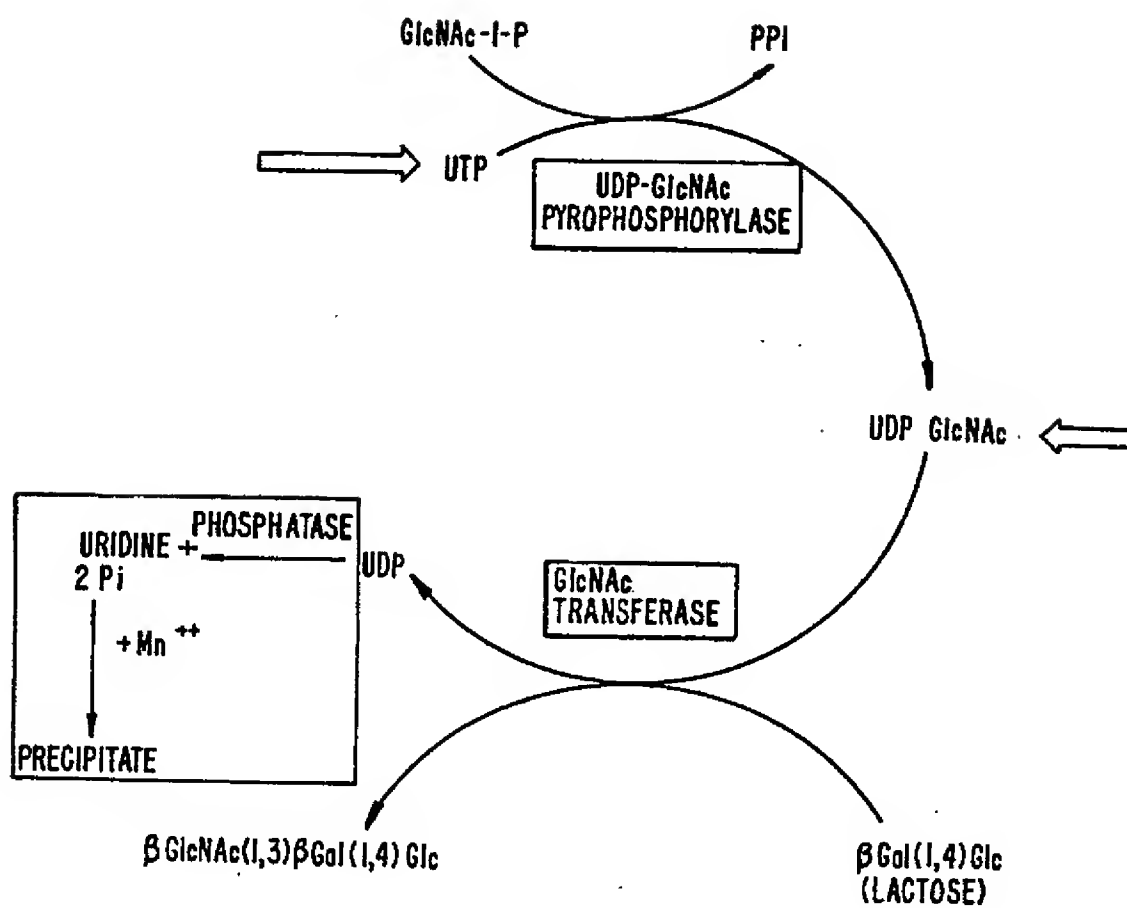 GlcNAc-1-P
PPI
UTP
UDP-GlcNAc
PYROPHOSPHORYLASE
UDP GlcNAc
PHOSPHATASE
URIDINE +
2 Pi
UDP
GlcNAc
TRANSFERASE
+ Mn ++
PRECIPITATE
βGlcNAc(1,3)βGal(1,4)Glc
βGal(1,4)Glc
(LACTOSE)